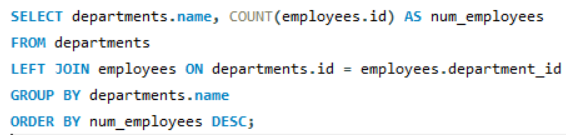 SELECT departments.name, COUNT(employees.id) AS num_employees
FROM departments
LEFT JOIN employees ON departments.id = employees.department_id
GROUP BY departments.name
ORDER BY num_employees DESC;